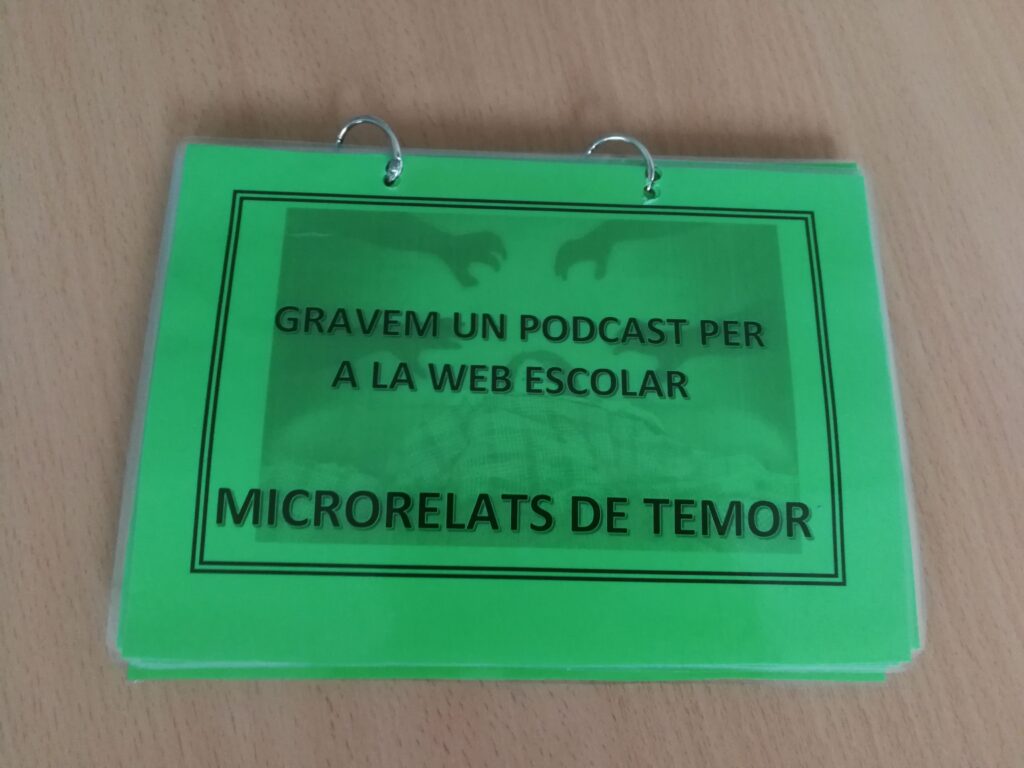 GRAVEM UN PODCAST PER
A LA WEB ESCOLAR
MICRORELATS DE TEMOR